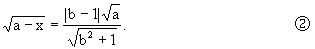 √(a−x) = |b−1|√a / √(b²+1). ②